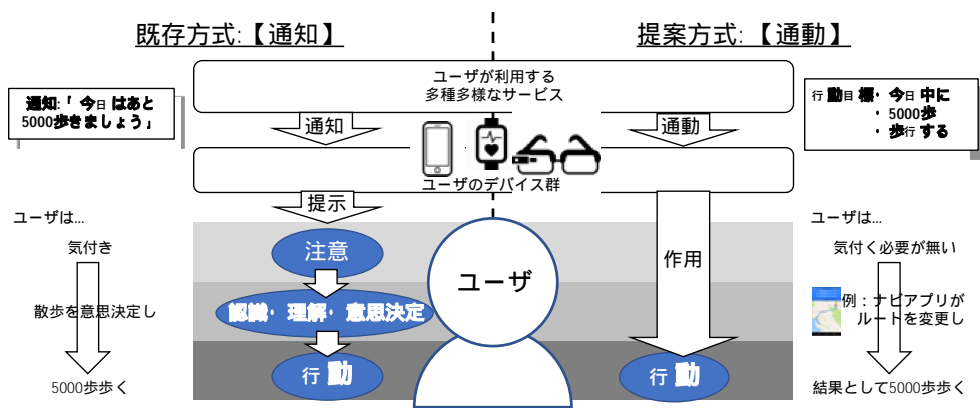 既存方式:【通知】
提案方式:【通動】
ユーザが利用する
多種多様なサービス
通知:「今日はあと
5000歩きましょう」
行動目標・今日中に
・5000歩
・歩行する
通知
通動
ユーザのデバイス群
提示
ユーザは...
気付き
散歩を意思決定し
5000歩歩く
注意
認識・理解・意思決定
行動
ユーザ
作用
行動
ユーザは...
気付く必要が無い
例：ナビアプリが
ルートを変更し
結果として5000歩歩く